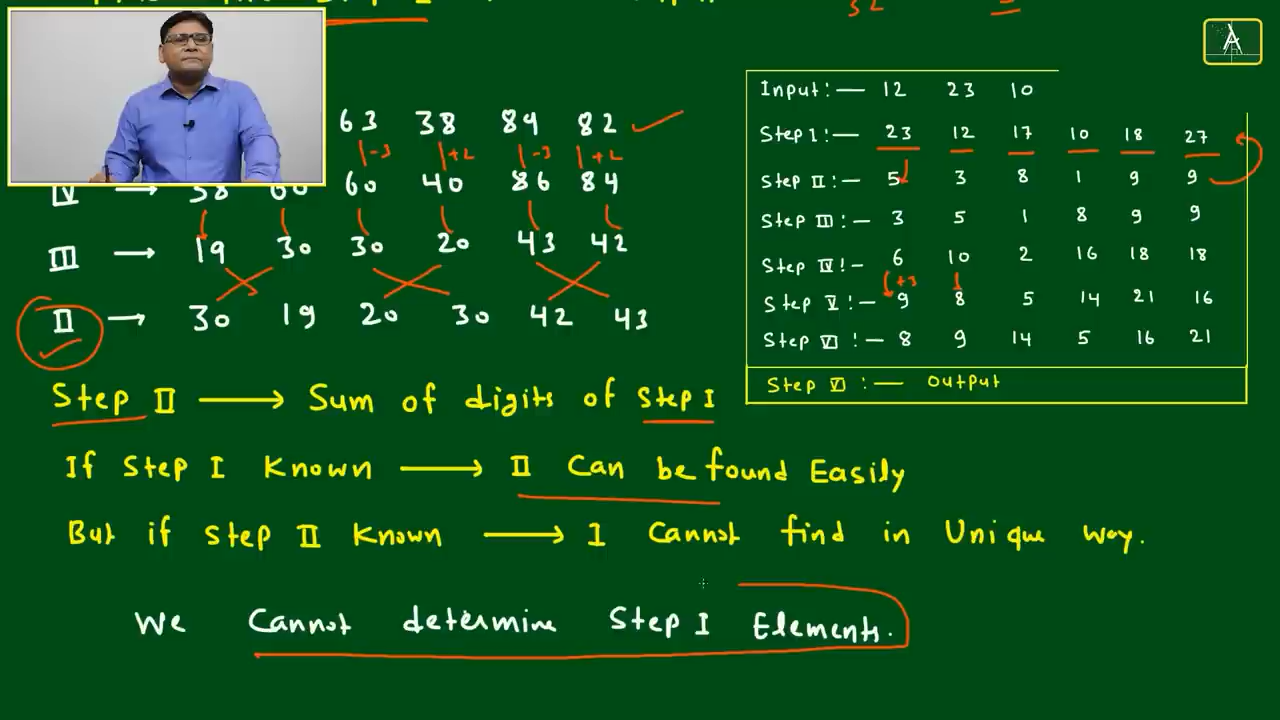 32
63 38 84 82
-3 +2 -3 +2
IV → 58 60 60 40 86 84
III → 19 30 30 20 43 42
II → 30 19 20 30 42 43
Step II → Sum of digits of Step I
If Step I Known → II Can be found Easily
But if Step II Known → I Cannot find in Unique way.
We Cannot determine Step I Elements.
Input:— 12 23 10
Step I:— 23 12 17 10 18 27
Step II:— 5 3 8 1 9 9
Step III:— 3 5 1 8 9 9
Step IV!— 6 10 2 16 18 18
+3
Step V:— 9 8 5 14 21 16
Step VI!— 8 9 14 5 16 21
Step VI:— Output